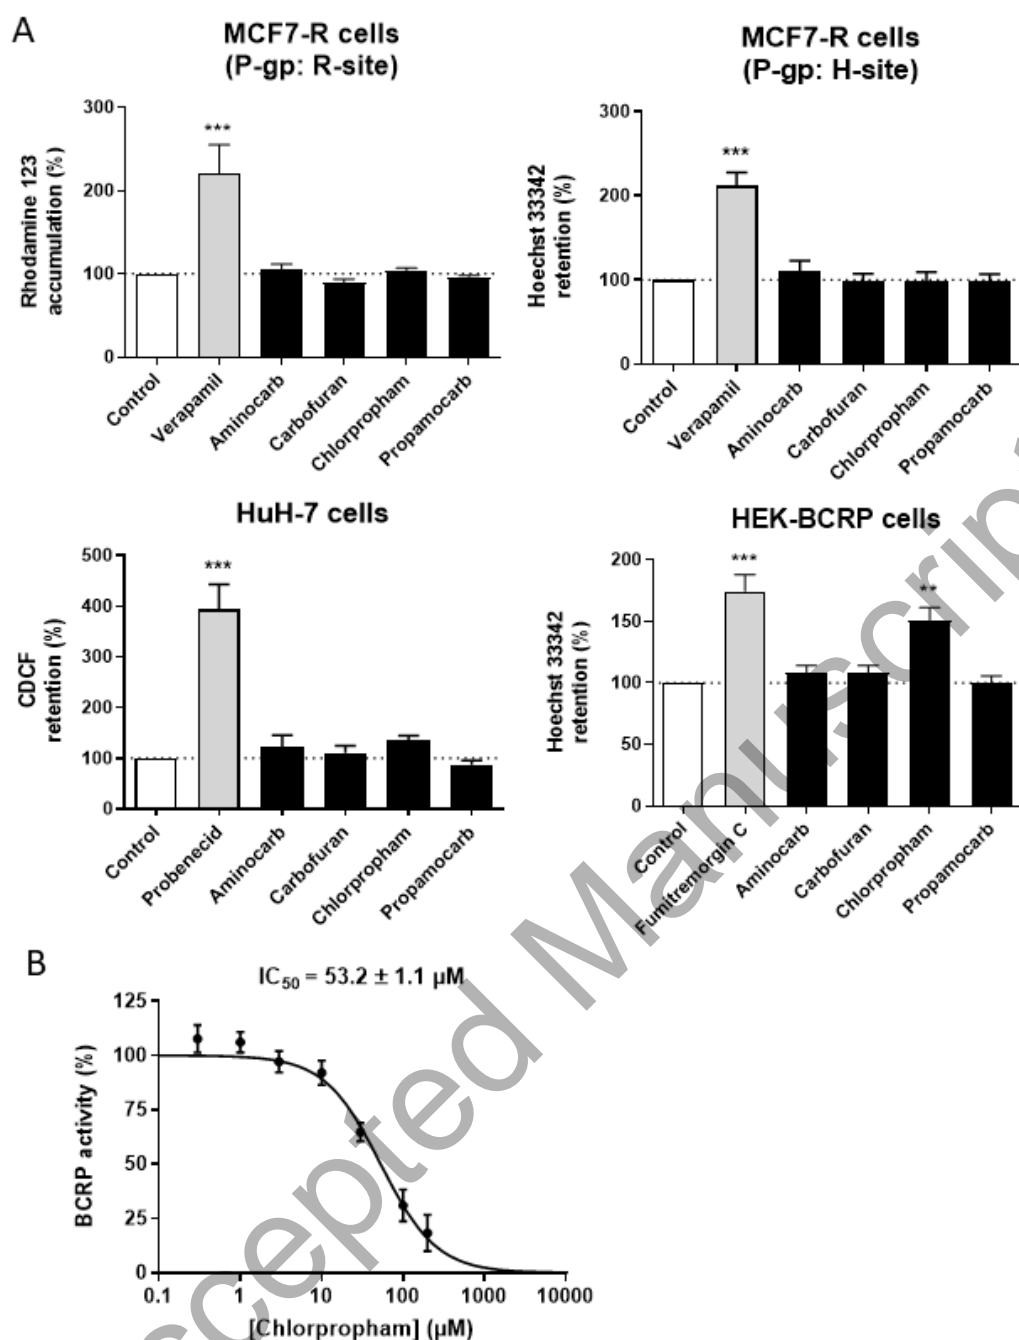 A
MCF7-R cells
(P-gp: R-site)
300
200
100
0
Rhodamine 123
accumulation (%)
***
Control
Verapamil
Aminocarb
Carbofuran
Chlorpropham
Propamocarb
MCF7-R cells
(P-gp: H-site)
300
200
100
0
Hoechst 33342
retention (%)
***
Control
Verapamil
Aminocarb
Carbofuran
Chlorpropham
Propamocarb
HuH-7 cells
500
400
300
200
100
0
CDCF
retention (%)
***
Control
Probenecid
Aminocarb
Carbofuran
Chlorpropham
Propamocarb
HEK-BCRP cells
200
150
100
50
0
Hoechst 33342
retention (%)
***
**
Control
Fumitremorgin C
Aminocarb
Carbofuran
Chlorpropham
Propamocarb
B
IC50 = 53.2 ± 1.1 µM
125
100
75
50
25
0
BCRP activity (%)
0.1 1 10 100 1000 10000
[Chlorpropham] (µM)
cepted Manuscript